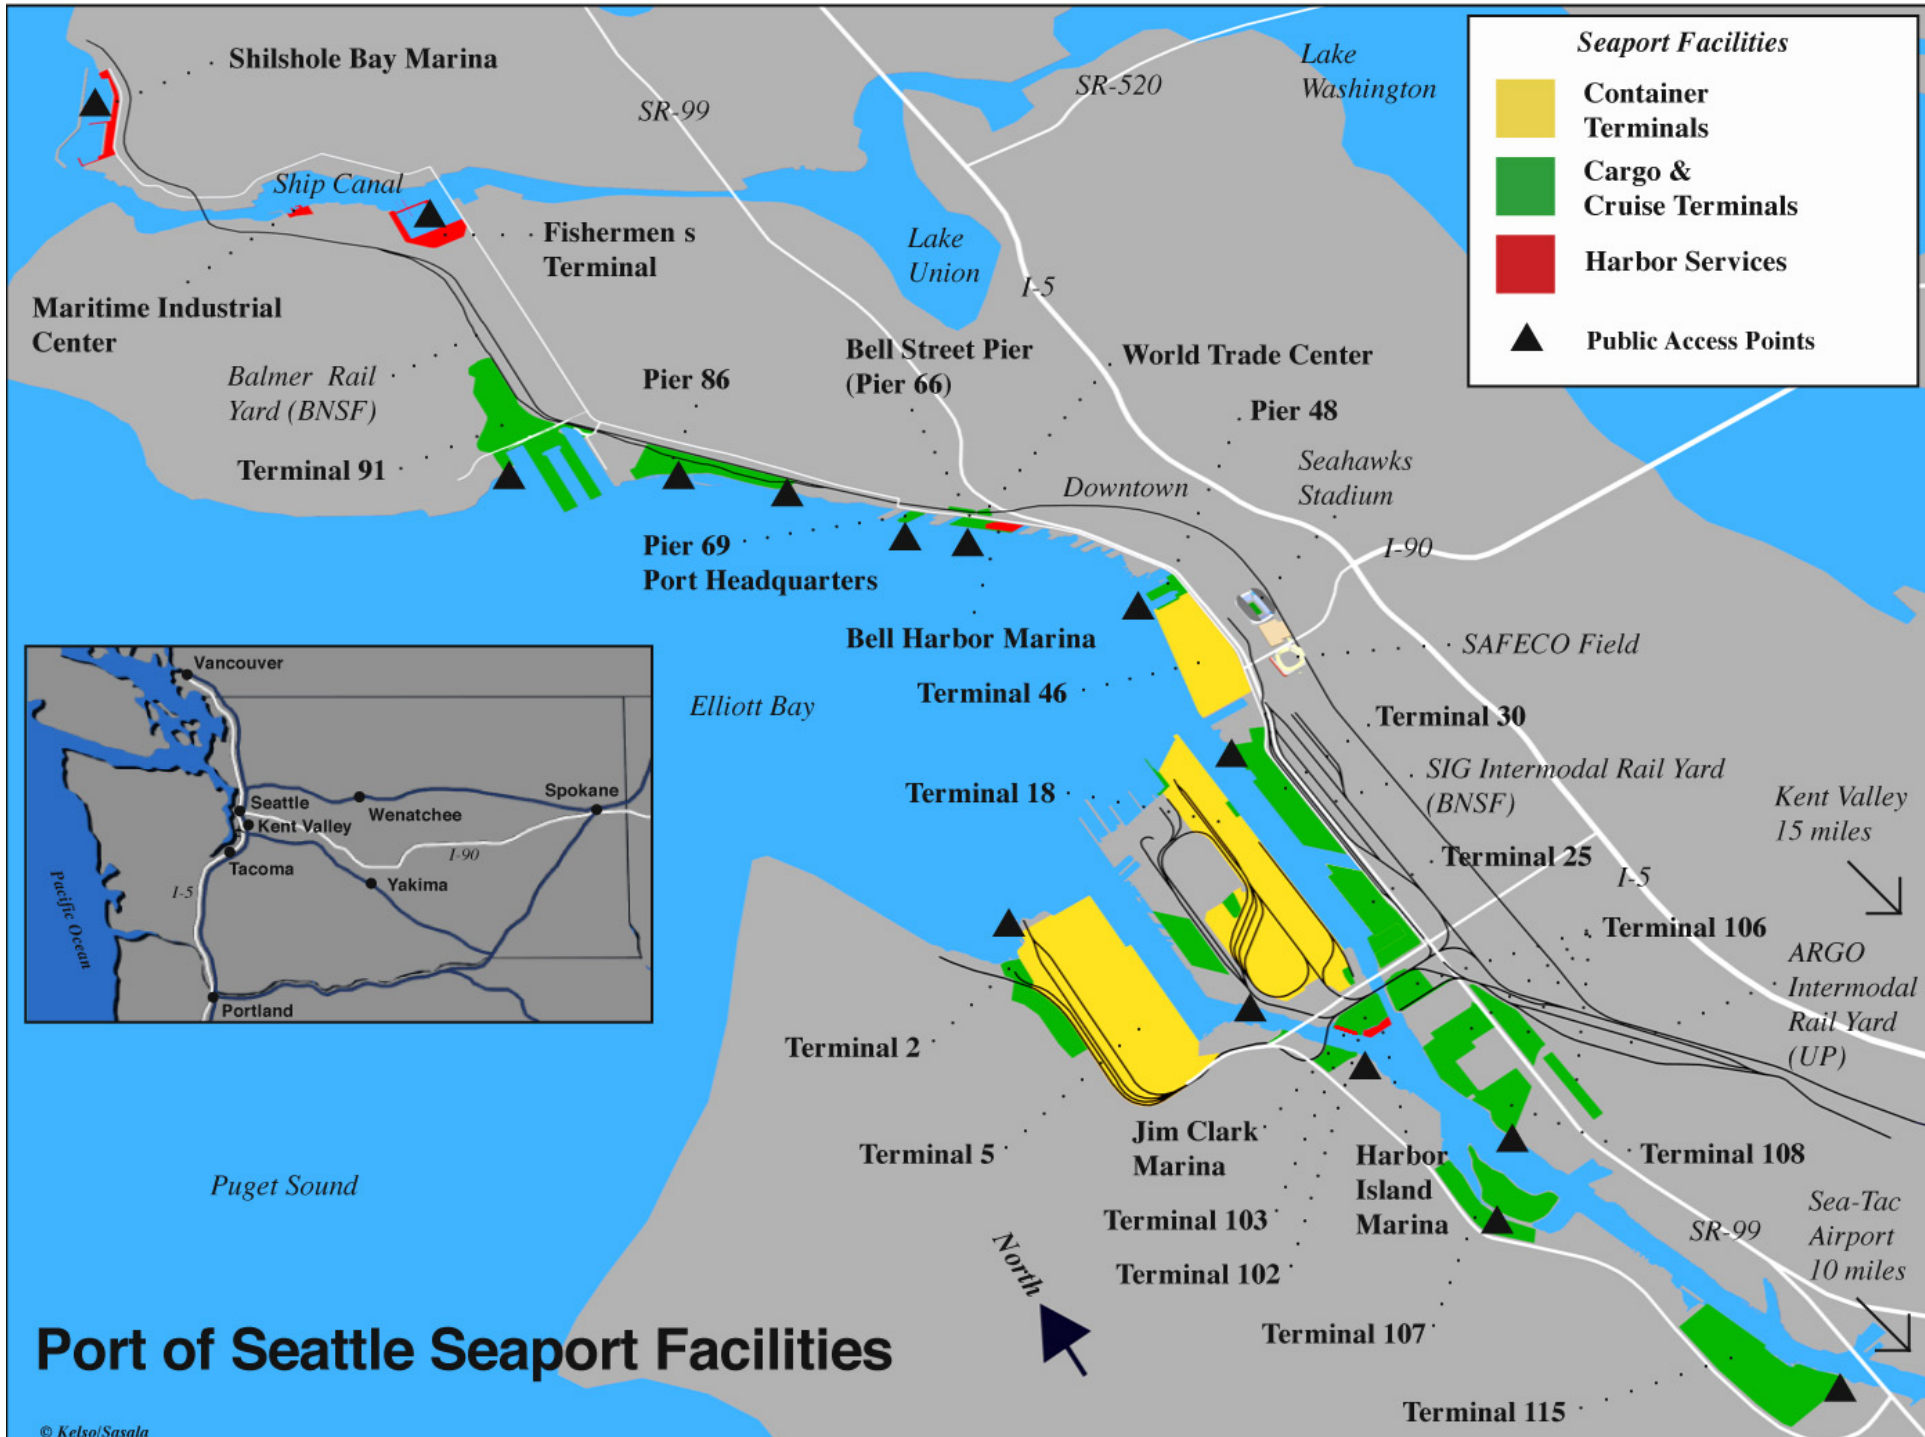 Shilshole Bay Marina
SR-99
SR-520
Lake
Washington
Seaport Facilities
Container
Terminals
Cargo &
Cruise Terminals
Harbor Services
Public Access Points
Ship Canal
Fishermen s
Terminal
Lake
Union
I-5
Maritime Industrial
Center
Balmer Rail
Yard (BNSF)
Terminal 91
Pier 86
Bell Street Pier
(Pier 66)
World Trade Center
Pier 48
Seahawks
Stadium
Downtown
I-90
Pier 69
Port Headquarters
Bell Harbor Marina
SAFECO Field
Terminal 46
Elliott Bay
Terminal 30
SIG Intermodal Rail Yard
(BNSF)
Terminal 18
Kent Valley
15 miles
Terminal 25
I-5
Terminal 106
ARGO
Intermodal
Rail Yard
(UP)
Vancouver
Seattle
Kent Valley
Wenatchee
Spokane
I-90
Tacoma
Yakima
I-5
Pacific Ocean
Portland
Terminal 2
Terminal 5
Jim Clark
Marina
Harbor
Island
Marina
Terminal 108
Puget Sound
Terminal 103
Terminal 102
Terminal 107
SR-99
Sea-Tac
Airport
10 miles
North
Terminal 115
Port of Seattle Seaport Facilities
© Kelso/Sasala